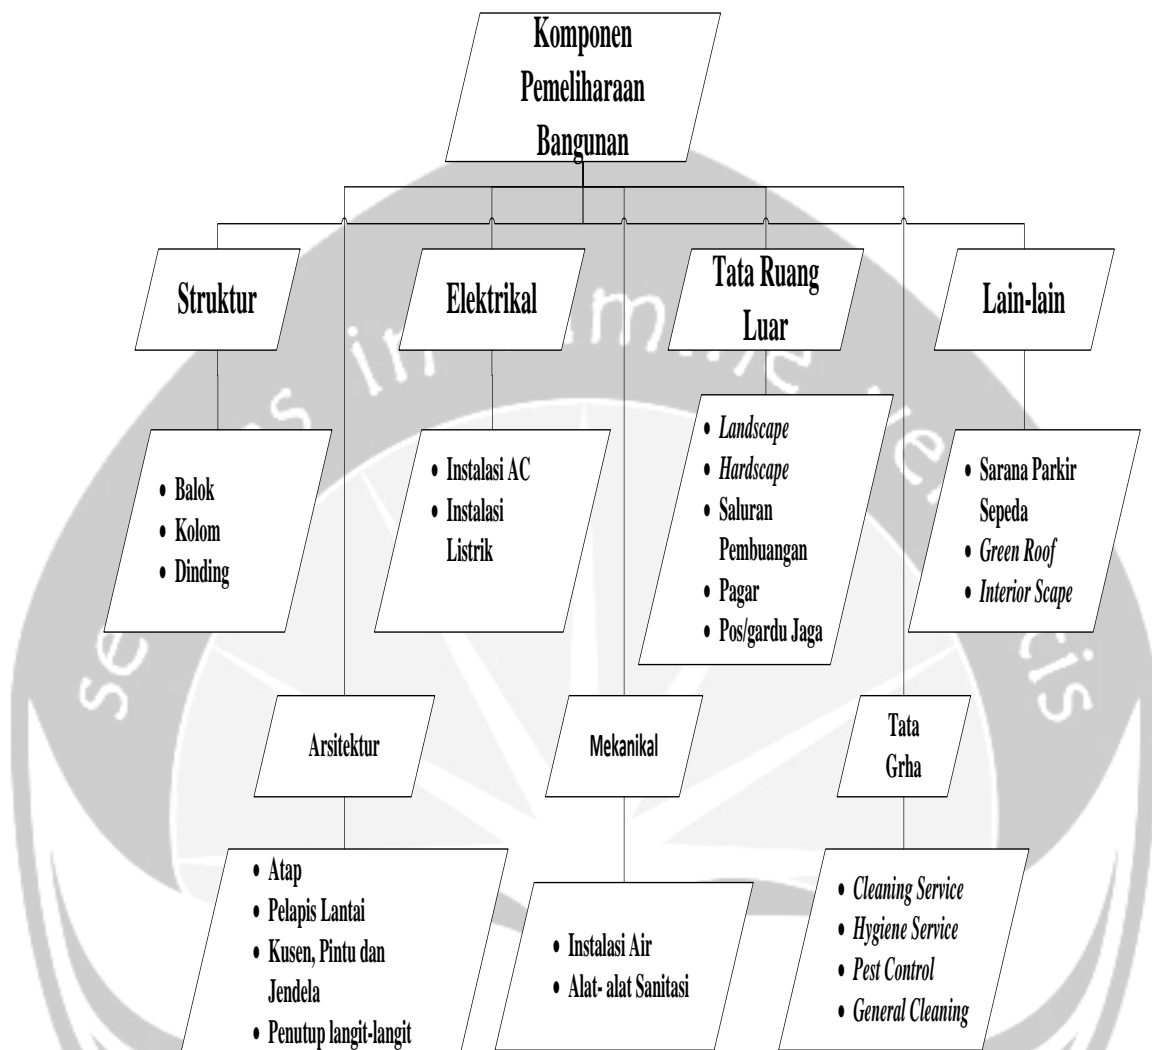 Komponen
Pemeliharaan
Bangunan
Struktur
Elektrikal
Tata Ruang
Luar
Lain-lain
• Balok
• Kolom
• Dinding
• Instalasi AC
• Instalasi
Listrik
• Landscape
• Hardscape
• Saluran
Pembuangan
• Pagar
• Pos/gardu Jaga
• Sarana Parkir
Sepeda
• Green Roof
• Interior Scape
Arsitektur
Mekanikal
Tata
Grha
• Atap
• Pelapis Lantai
• Kusen, Pintu dan
Jendela
• Penutup langit-langit
• Instalasi Air
• Alat- alat Sanitasi
• Cleaning Service
• Hygiene Service
• Pest Control
• General Cleaning
in